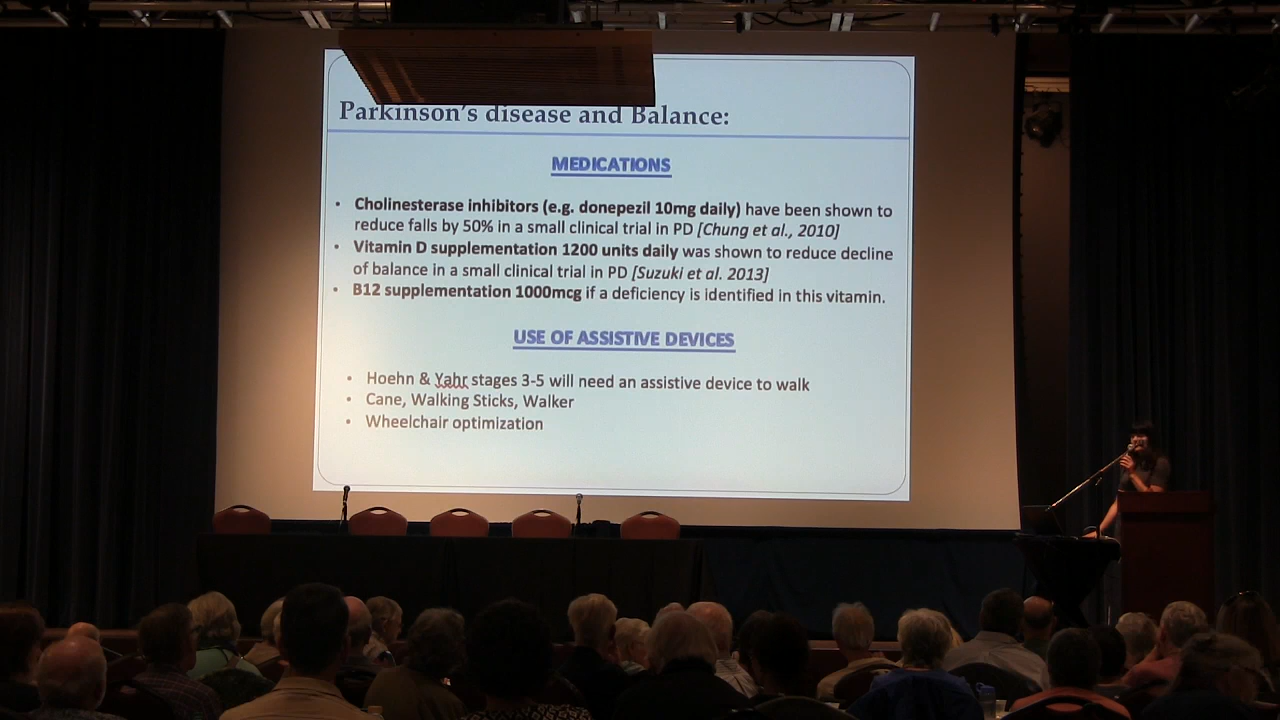 Parkinson's disease and Balance:
MEDICATIONS
• Cholinesterase inhibitors (e.g. donepezil 10mg daily) have been shown to
reduce falls by 50% in a small clinical trial in PD [Chung et al., 2010]
• Vitamin D supplementation 1200 units daily was shown to reduce decline
of balance in a small clinical trial in PD [Suzuki et al. 2013]
• B12 supplementation 1000mcg if a deficiency is identified in this vitamin.
USE OF ASSISTIVE DEVICES
• Hoehn & Yahr stages 3-5 will need an assistive device to walk
• Cane, Walking Sticks, Walker
• Wheelchair optimization